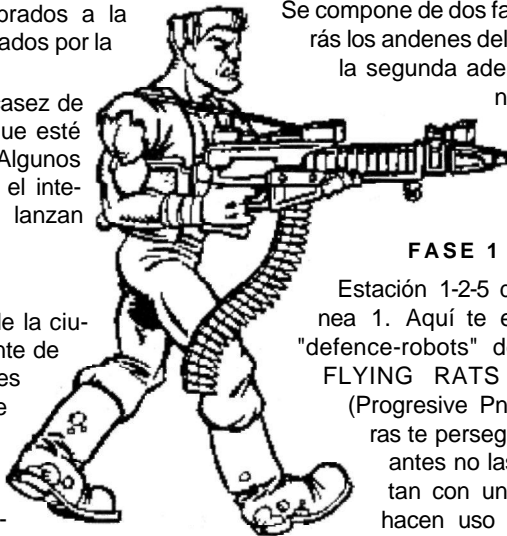 orados a la
ados por la
asez de
ue esté
Algunos
el inte-
lanzan
e la ciu-
nte de
es
e
-
Se compone de dos fa
rás los andenes del
la segunda ade
n
FASE 1
Estación 1-2-5 d
nea 1. Aquí te e
"defence-robots" de
FLYING RATS
(Progresive Pn
ras te perseg
antes no las
tan con un
hacen uso